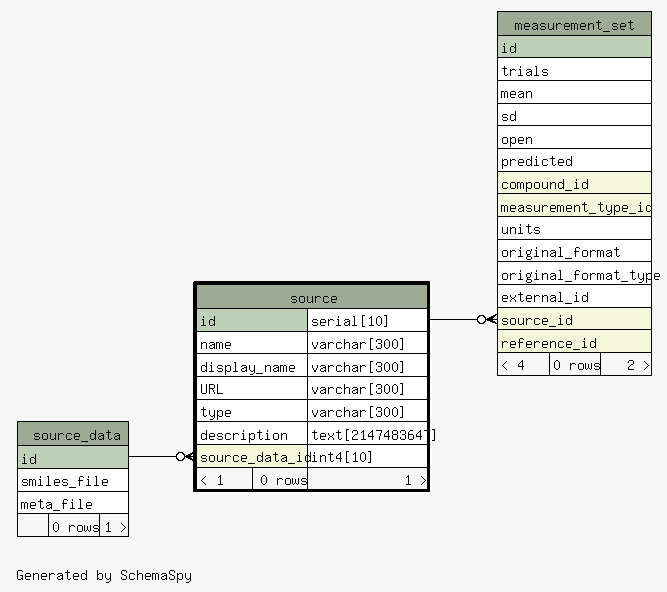 measurement_set
id
trials
mean
sd
open
predicted
compound_id
measurement_type_id
units
original_format
original_format_type
external_id
source_id
reference_id
< 4 0 rows 2 >
source
id serial[10]
name varchar[300]
display_name varchar[300]
URL varchar[300]
type varchar[300]
description text[2147483647]
source_data_id int4[10]
< 1 0 rows 1 >
source_data
id
smiles_file
meta_file
0 rows 1 >
Generated by SchemaSpy